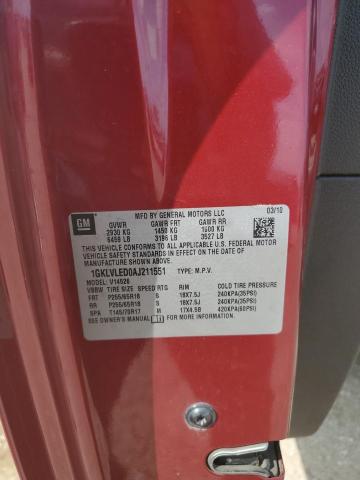 MFD BY GENERAL MOTORS LLC 03/10
GM GVWR GAWR FRT GAWR RR
2930 KG 1450 KG 1600 KG
6459 LB 3196 LB 3527 LB
THIS VEHICLE CONFORMS TO ALL APPLICABLE U.S. FEDERAL MOTOR
VEHICLE SAFETY STANDARDS IN EFFECT ON THE DATE OF
MANUFACTURE SHOWN ABOVE.
1GKLVLED0AJ211551 TYPE: M.P.V.
MODEL: V14526
VBBW TIRE SIZE SPEED RTG RIM COLD TIRE PRESSURE
FRT P255/65R18 S 18X7.5J 240KPA(35PSI)
RR P255/65R18 S 18X7.5J 240KPA(35PSI)
SPA T145/70R17 M 17X4.5B 420KPA(60PSI)
SEE OWNER'S MANUAL FOR ADDITIONAL INFORMATION.